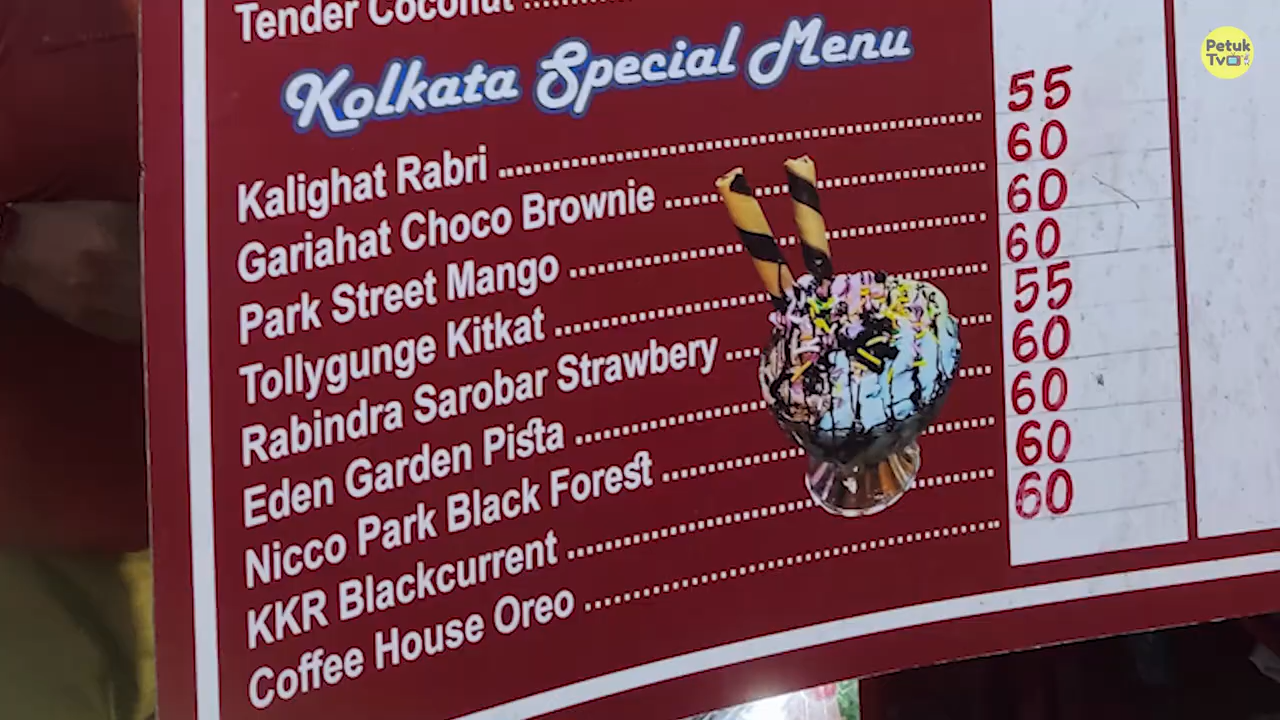 Tender Coconut
Kolkata Special Menu
Kalighat Rabri ........ 55
Gariahat Choco Brownie ........ 60
Park Street Mango ........ 60
Tollygunge Kitkat ........ 60
Rabindra Sarobar Strawbery ........ 55
Eden Garden Pista ........ 60
Nicco Park Black Forest ........ 60
KKR Blackcurrent ........ 60
Coffee House Oreo ........ 60
Petuk
Tv